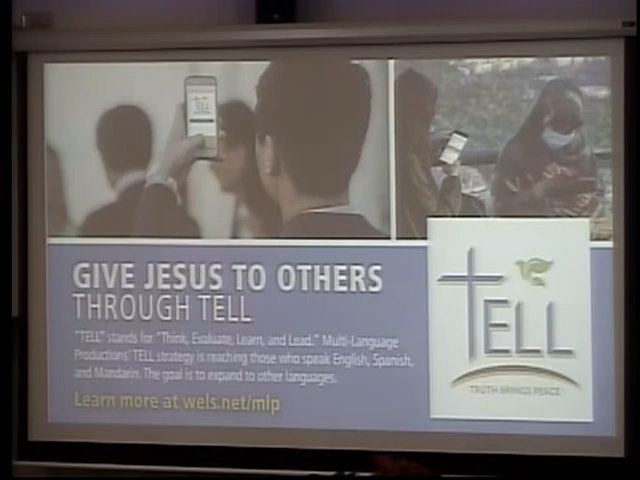 TELL
GIVE JESUS TO OTHERS
THROUGH TELL
"TELL" stands for "Think, Evaluate, Learn, and Lead." Multi-Language
Productions' TELL strategy is reaching those who speak English, Spanish,
and Mandarin. The goal is to expand to other languages.
Learn more at wels.net/mlp
TELL
TRUTH BRINGS PEACE